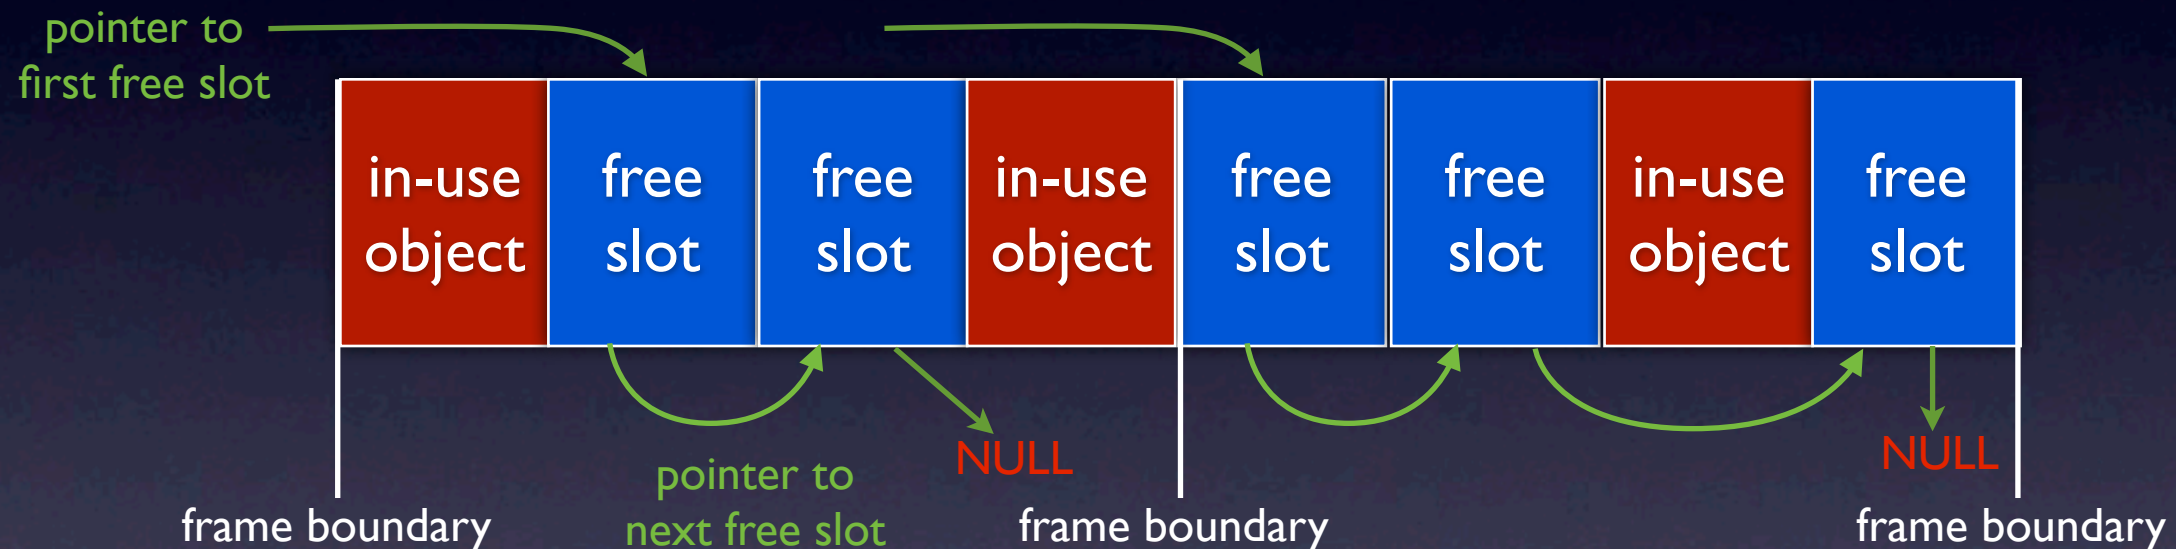 pointer to
first free slot
in-use
object
free
slot
free
slot
in-use
object
free
slot
free
slot
in-use
object
free
slot
NULL
NULL
pointer to
next free slot
frame boundary
frame boundary
frame boundary